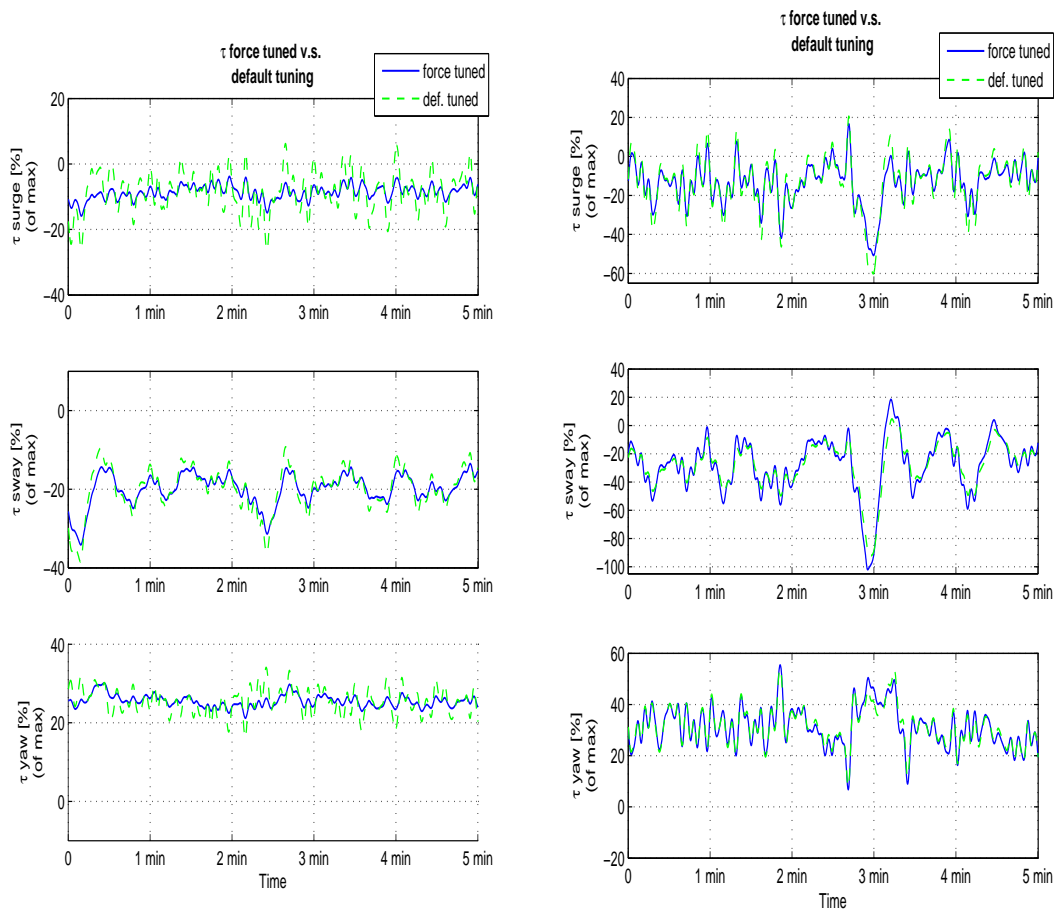 τ force tuned v.s.
default tuning
force tuned
def. tuned
20
0
−20
−40
τ surge [%]
(of max)
0
1 min
2 min
3 min
4 min
5 min
0
−20
−40
τ sway [%]
(of max)
0
1 min
2 min
3 min
4 min
5 min
40
20
0
τ yaw [%]
(of max)
0
1 min
2 min
3 min
4 min
5 min
Time
τ force tuned v.s.
default tuning
force tuned
def. tuned
40
20
0
−20
−40
−60
τ surge [%]
(of max)
0
1 min
2 min
3 min
4 min
5 min
40
20
0
−20
−40
−60
−80
−100
τ sway [%]
(of max)
0
1 min
2 min
3 min
4 min
5 min
60
40
20
0
−20
τ yaw [%]
(of max)
0
1 min
2 min
3 min
4 min
5 min
Time